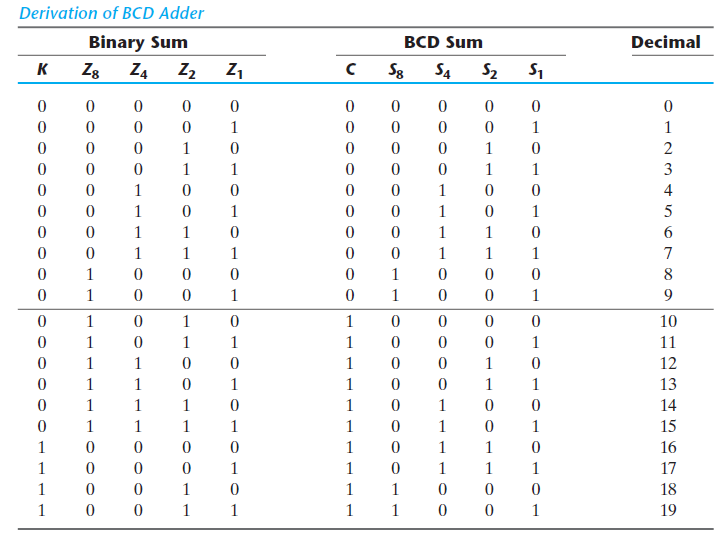 Derivation of BCD Adder
Binary Sum BCD Sum Decimal
K Z8 Z4 Z2 Z1 C S8 S4 S2 S1
0 0 0 0 0 0 0 0 0 0 0
0 0 0 0 1 0 0 0 0 1 1
0 0 0 1 0 0 0 0 1 0 2
0 0 0 1 1 0 0 0 1 1 3
0 0 1 0 0 0 0 1 0 0 4
0 0 1 0 1 0 0 1 0 1 5
0 0 1 1 0 0 0 1 1 0 6
0 0 1 1 1 0 0 1 1 1 7
0 1 0 0 0 0 1 0 0 0 8
0 1 0 0 1 0 1 0 0 1 9
0 1 0 1 0 1 0 0 0 0 10
0 1 0 1 1 1 0 0 0 1 11
0 1 1 0 0 1 0 0 1 0 12
0 1 1 0 1 1 0 0 1 1 13
0 1 1 1 0 1 0 1 0 0 14
0 1 1 1 1 1 0 1 0 1 15
1 0 0 0 0 1 0 1 1 0 16
1 0 0 0 1 1 0 1 1 1 17
1 0 0 1 0 1 1 0 0 0 18
1 0 0 1 1 1 1 0 0 1 19